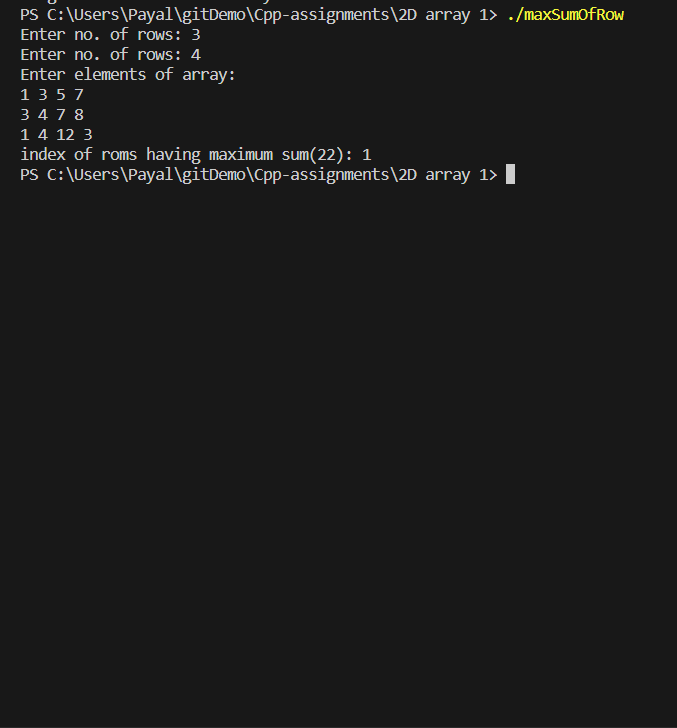 PS C:\Users\Payal\gitDemo\Cpp-assignments\2D array 1> ./maxSumOfRow
Enter no. of rows: 3
Enter no. of rows: 4
Enter elements of array:
1 3 5 7
3 4 7 8
1 4 12 3
index of roms having maximum sum(22): 1
PS C:\Users\Payal\gitDemo\Cpp-assignments\2D array 1>